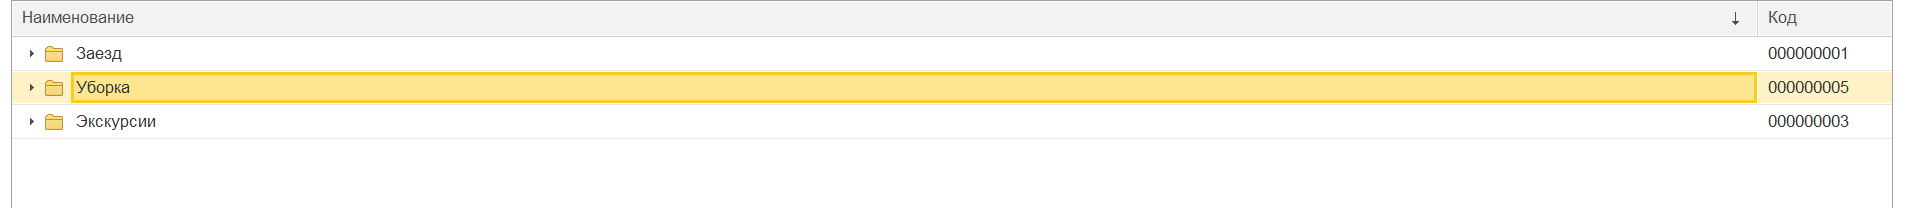 Наименование ↓ Код
Заезд 000000001
Уборка 000000005
Экскурсии 000000003